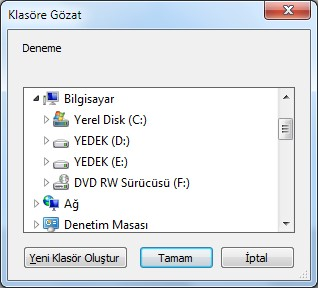 Klasöre Gözat
Deneme
Bilgisayar
Yerel Disk (C:)
YEDEK (D:)
YEDEK (E:)
DVD RW Sürücüsü (F:)
Ağ
Denetim Masası
Yeni Klasör Oluştur Tamam İptal